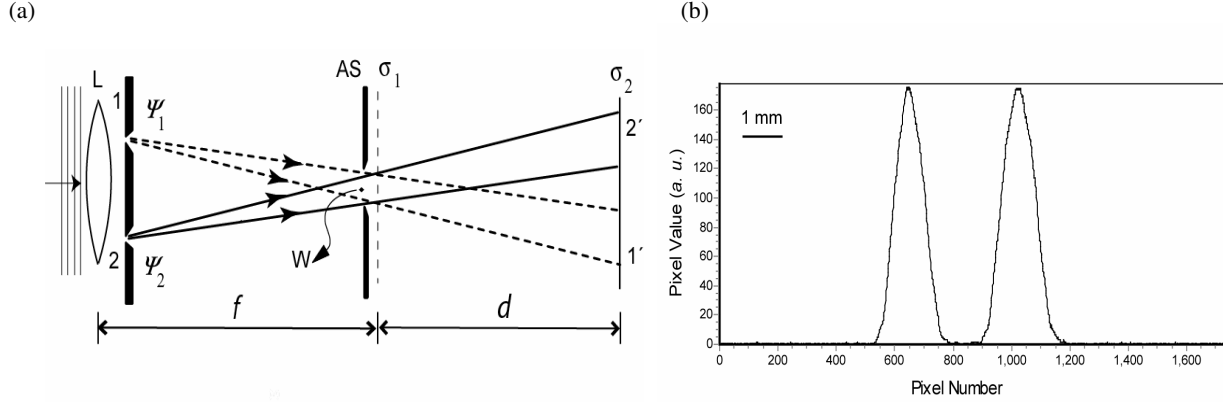 (a)
(b)
L
1
Ψ₁
AS
σ₁
σ₂
2´
W
2
Ψ₂
1´
f
d
1 mm
Pixel Value (a. u.)
160
140
120
100
80
60
40
20
0
0 200 400 600 800 1,000 1,200 1,400 1,600
Pixel Number